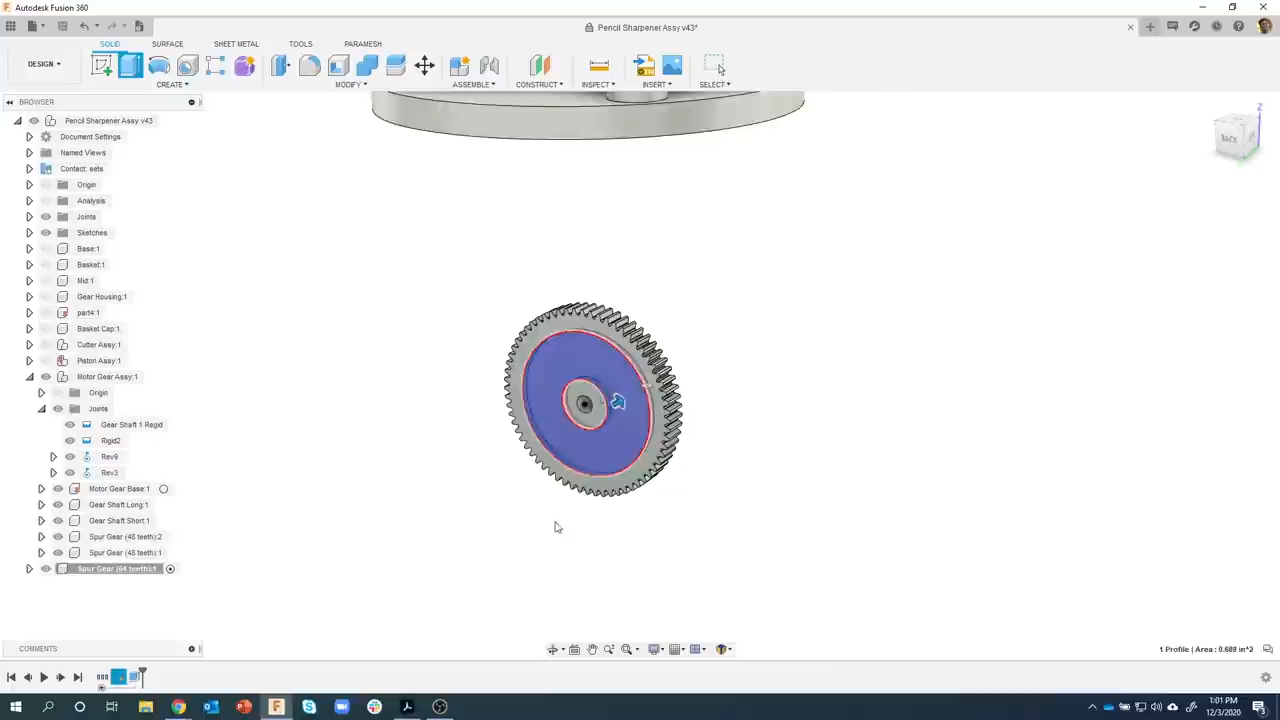 Autodesk Fusion 360
Pencil Sharpener Assy v43*
DESIGN
SOLID SURFACE SHEET METAL TOOLS PARAMESH
CREATE MODIFY ASSEMBLE CONSTRUCT INSPECT INSERT SELECT
BROWSER
Pencil Sharpener Assy v43
Document Settings
Named Views
Contact: sets
Origin
Analysis
Joints
Sketches
Base:1
Basket:1
Mid:1
Gear Housing:1
part4:1
Basket Cap:1
Cutter Assy:1
Piston Assy:1
Motor Gear Assy:1
Origin
Joints
Gear Shaft 1 Regid
Rigid2
Rev9
Rev3
Motor Gear Base:1
Gear Shaft Long:1
Gear Shaft Short:1
Spur Gear (48 teeth):2
Spur Gear (48 teeth):1
Spur Gear (64 teeth):1
BACK
Z
COMMENTS
1 Profile | Area : 0.689 in^2
1:01 PM
12/3/2020